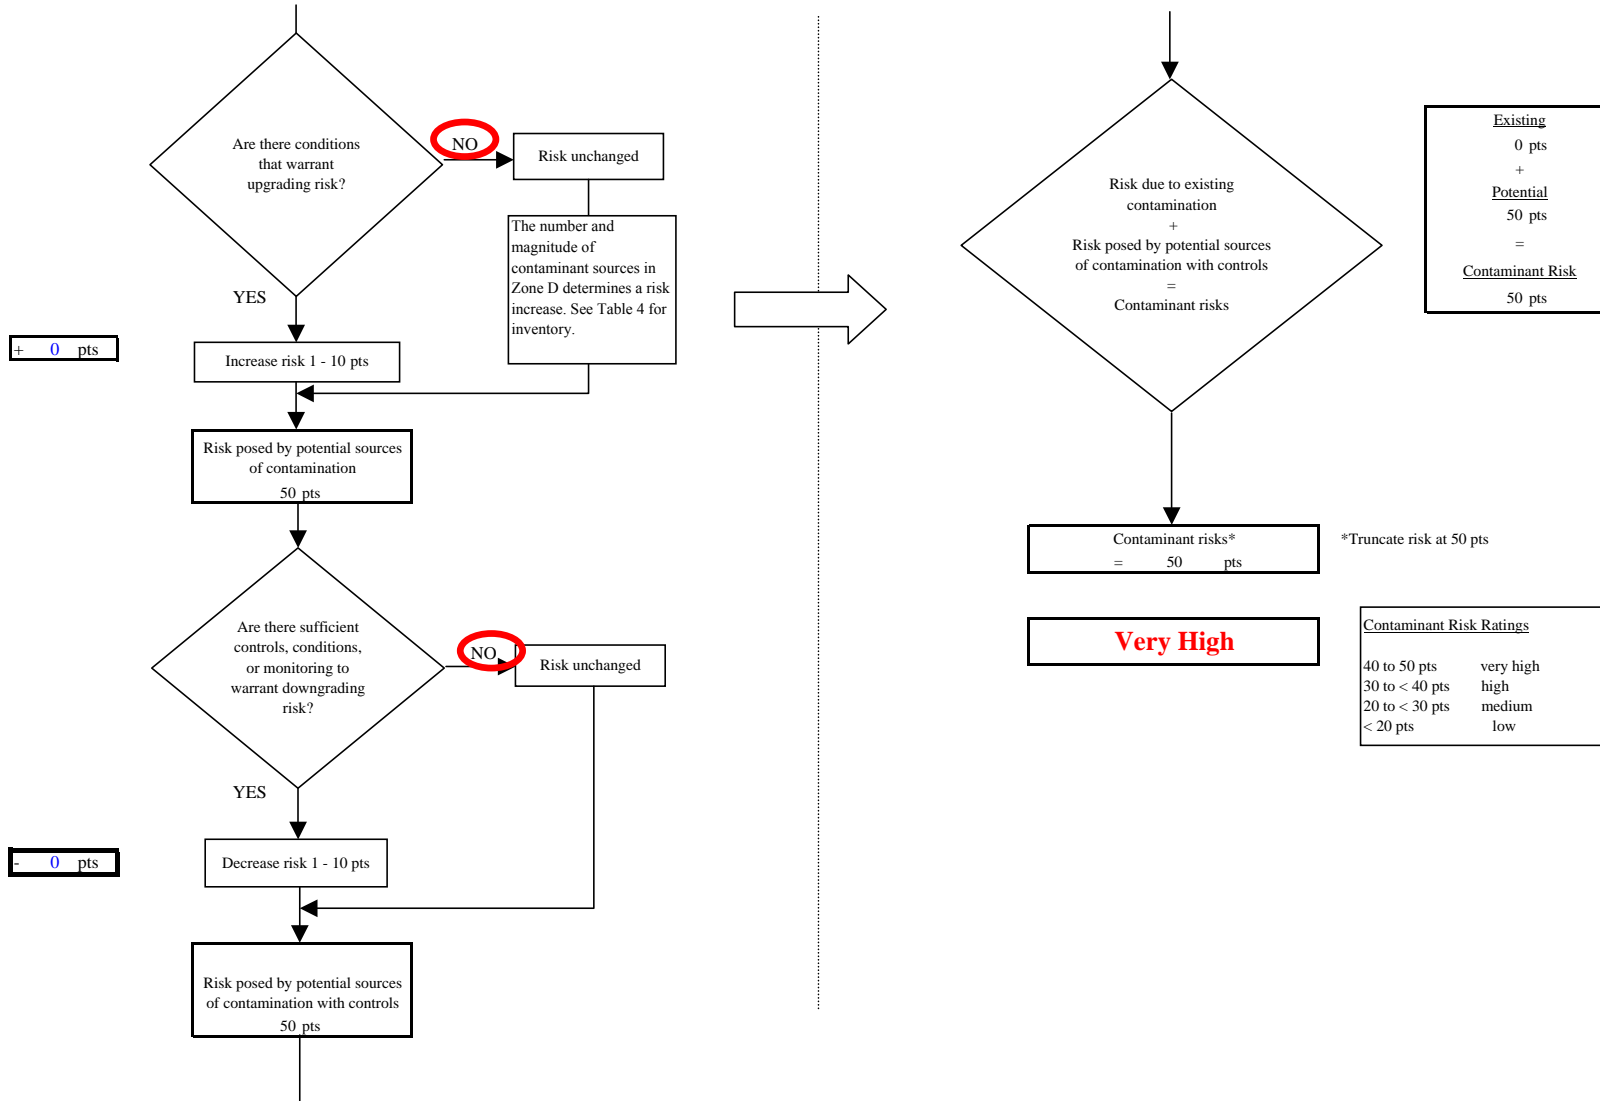 Are there conditions
that warrant
upgrading risk?
NO
Risk unchanged
The number and
magnitude of
contaminant sources in
Zone D determines a risk
increase. See Table 4 for
inventory.
YES
+ 0 pts
Increase risk 1 - 10 pts
Risk posed by potential sources
of contamination
50 pts
Are there sufficient
controls, conditions,
or monitoring to
warrant downgrading
risk?
NO
Risk unchanged
YES
- 0 pts
Decrease risk 1 - 10 pts
Risk posed by potential sources
of contamination with controls
50 pts
Risk due to existing
contamination
+
Risk posed by potential sources
of contamination with controls
=
Contaminant risks
Existing
0 pts
+
Potential
50 pts
=
Contaminant Risk
50 pts
Contaminant risks*
= 50 pts
*Truncate risk at 50 pts
Very High
Contaminant Risk Ratings
40 to 50 pts very high
30 to < 40 pts high
20 to < 30 pts medium
< 20 pts low